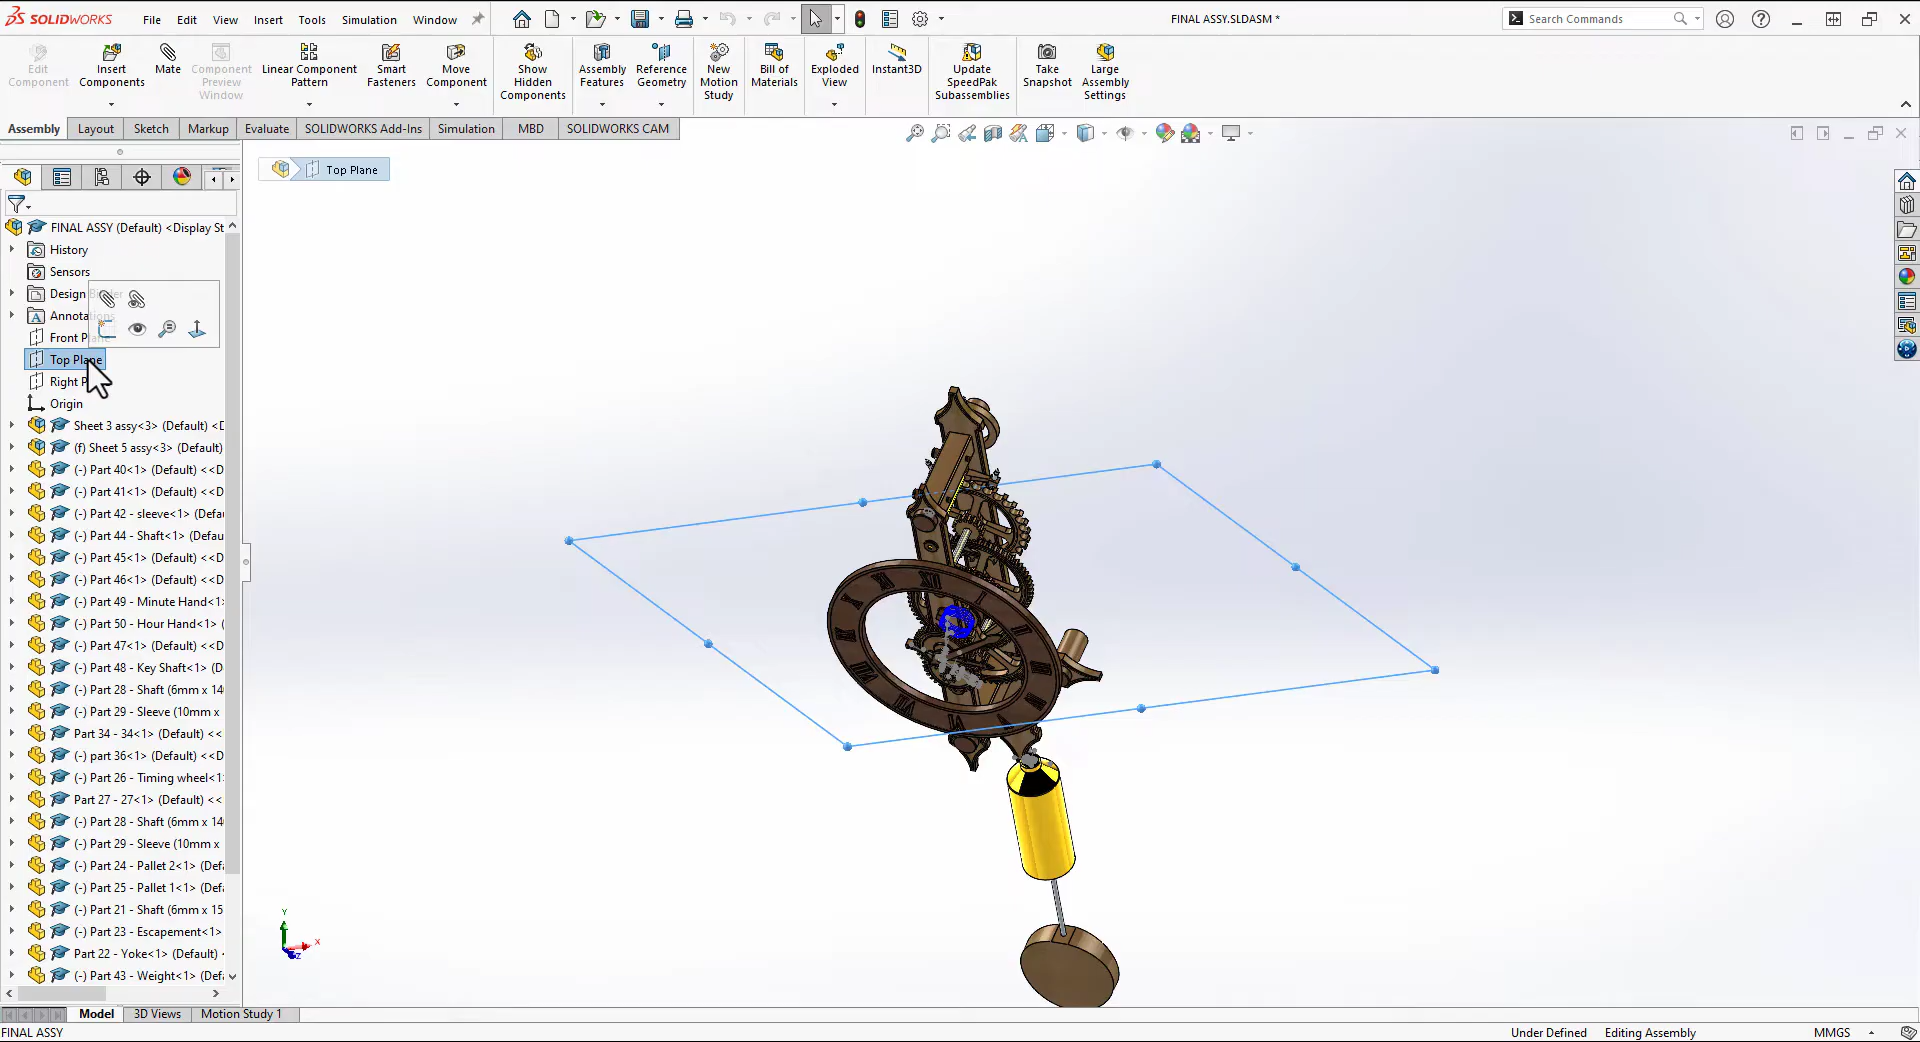 SOLIDWORKS File Edit View Insert Tools Simulation Window FINAL ASSY.SLDASM * Search Commands
Edit Component
Insert Components
Mate
Component Preview Window
Linear Component Pattern
Smart Fasteners
Move Component
Show Hidden Components
Assembly Features
Reference Geometry
New Motion Study
Bill of Materials
Exploded View
Instant3D
Update SpeedPak Subassemblies
Take Snapshot
Large Assembly Settings
Assembly Layout Sketch Markup Evaluate SOLIDWORKS Add-Ins Simulation MBD SOLIDWORKS CAM
Top Plane
FINAL ASSY (Default) <Display St
History
Sensors
Design
Annotations
Front
Top Plane
Right P
Origin
Sheet 3 assy<3> (Default) <D
(f) Sheet 5 assy<3> (Default)
(-) Part 40<1> (Default) <<D
(-) Part 41<1> (Default) <<D
(-) Part 42 - sleeve<1> (Defau
(-) Part 44 - Shaft<1> (Defau
(-) Part 45<1> (Default) <<D
(-) Part 46<1> (Default) <<D
(-) Part 49 - Minute Hand<1>
(-) Part 50 - Hour Hand<1> (
(-) Part 47<1> (Default) <<D
(-) Part 48 - Key Shaft<1> (D
(-) Part 28 - Shaft (6mm x 14
(-) Part 29 - Sleeve (10mm x
Part 34 - 34<1> (Default) <<
(-) part 36<1> (Default) <<D
(-) Part 26 - Timing wheel<1
Part 27 - 27<1> (Default) <<
(-) Part 28 - Shaft (6mm x 14
(-) Part 29 - Sleeve (10mm x
(-) Part 24 - Pallet 2<1> (Def
(-) Part 25 - Pallet 1<1> (Def
(-) Part 21 - Shaft (6mm x 15
(-) Part 23 - Escapement<1>
Part 22 - Yoke<1> (Default)
(-) Part 43 - Weight<1> (Def
Y
X
Z
Model 3D Views Motion Study 1
FINAL ASSY Under Defined Editing Assembly MMGS